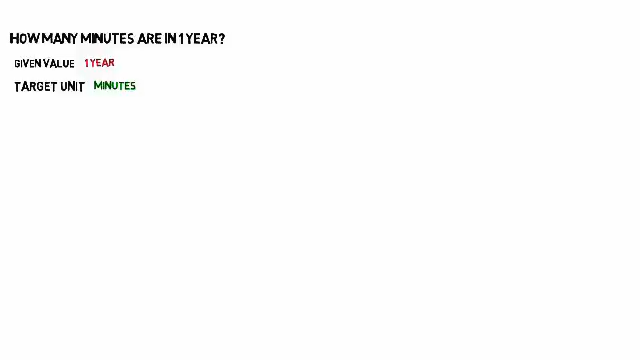 HOW MANY MINUTES ARE IN 1 YEAR?
GIVEN VALUE 1 YEAR
TARGET UNIT MINUTES